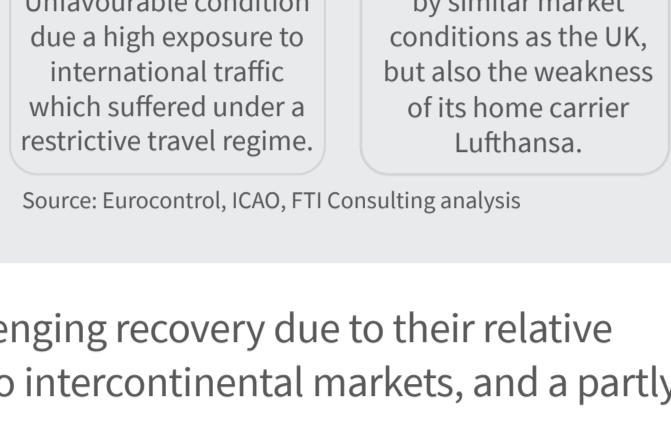 Unfavourable condition
due a high exposure to
international traffic
which suffered under a
restrictive travel regime.
by similar market
conditions as the UK,
but also the weakness
of its home carrier
Lufthansa.
Source: Eurocontrol, ICAO, FTI Consulting analysis
enging recovery due to their relative
o intercontinental markets, and a partly